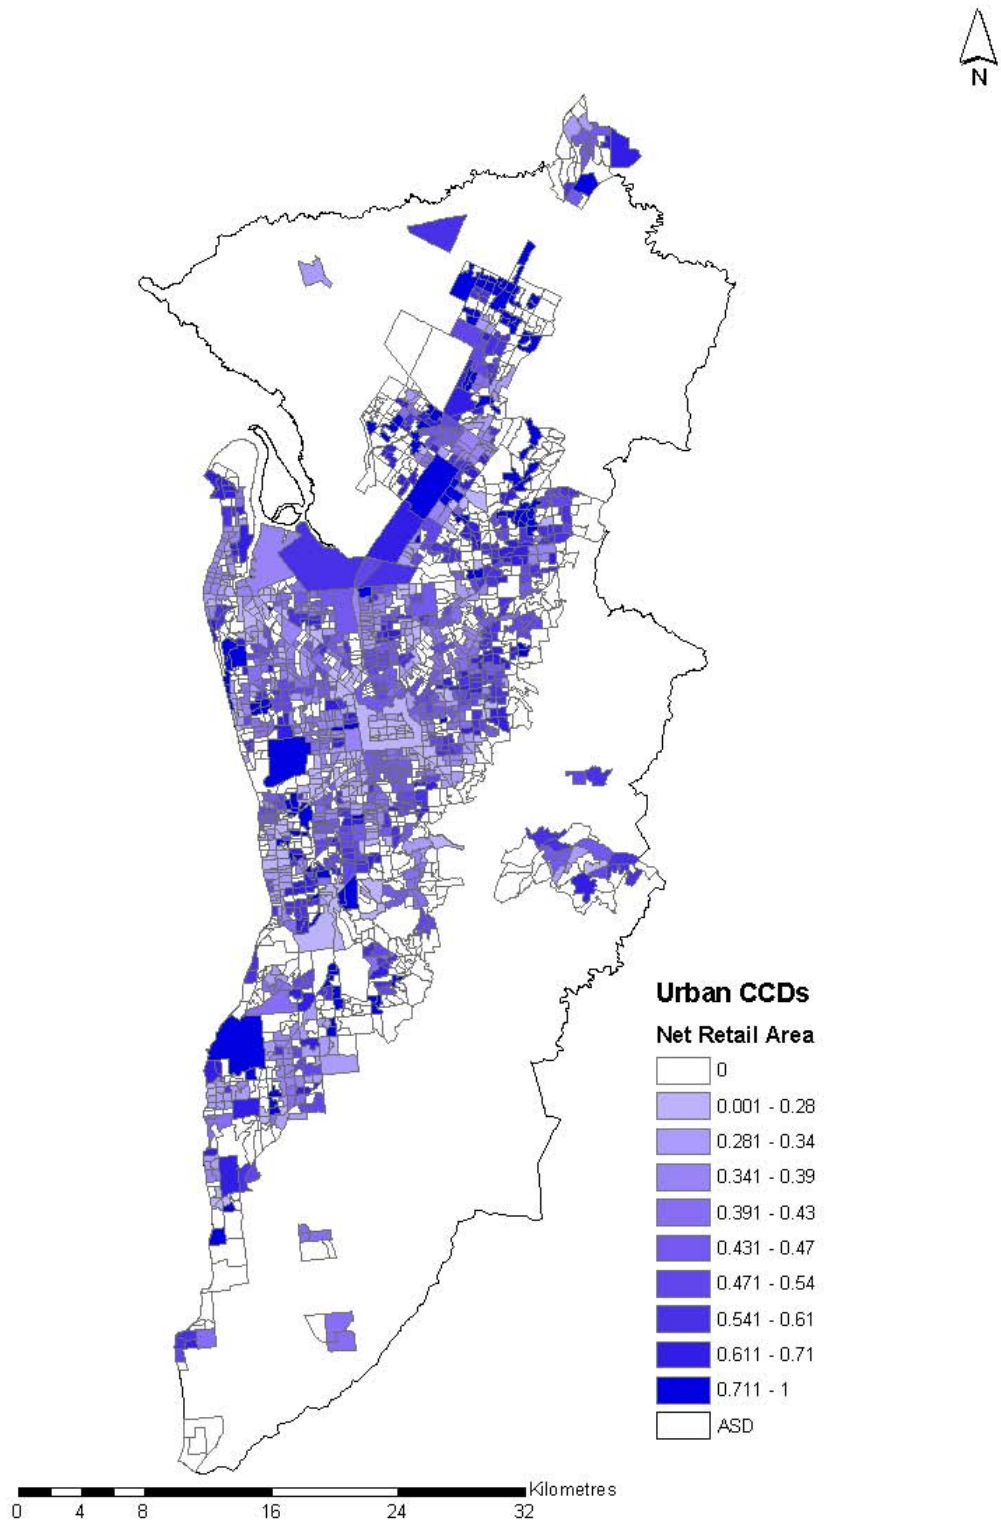 N
Urban CCDs
Net Retail Area
0
0.001 - 0.28
0.281 - 0.34
0.341 - 0.39
0.391 - 0.43
0.431 - 0.47
0.471 - 0.54
0.541 - 0.61
0.611 - 0.71
0.711 - 1
ASD
Kilometres
0 4 8 16 24 32